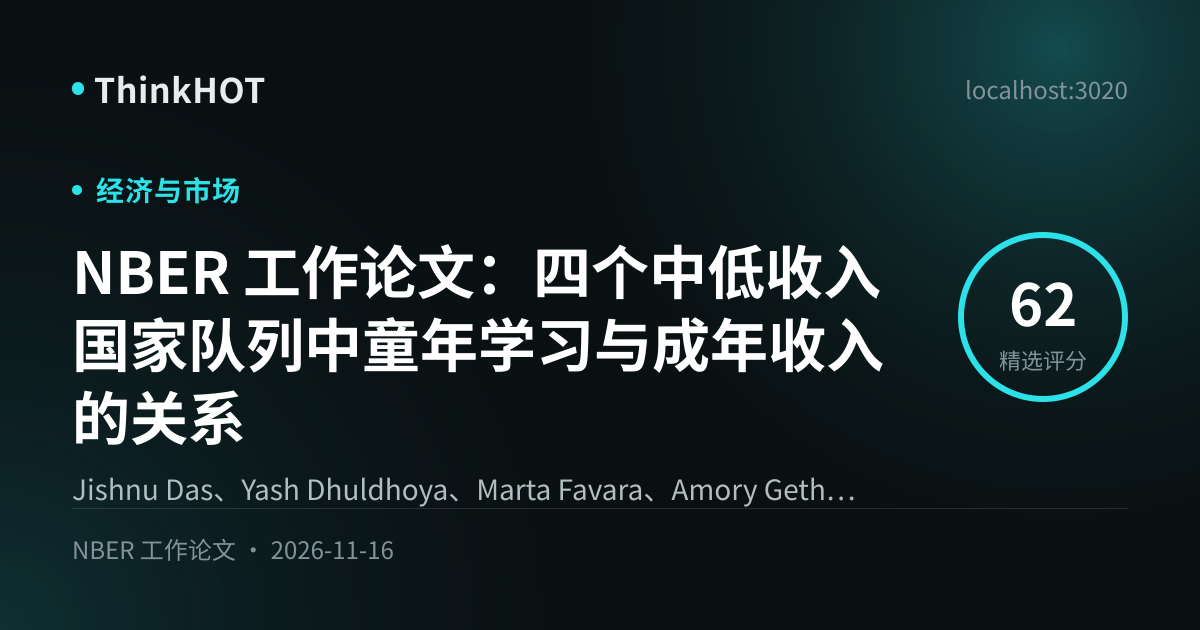 ThinkHOT
localhost:3020
经济与市场
NBER 工作论文：四个中低收入
国家队列中童年学习与成年收入
的关系
62
精选评分
Jishnu Das、Yash Dhuldhoya、Marta Favara、Amory Geth…
NBER 工作论文 · 2026-11-16